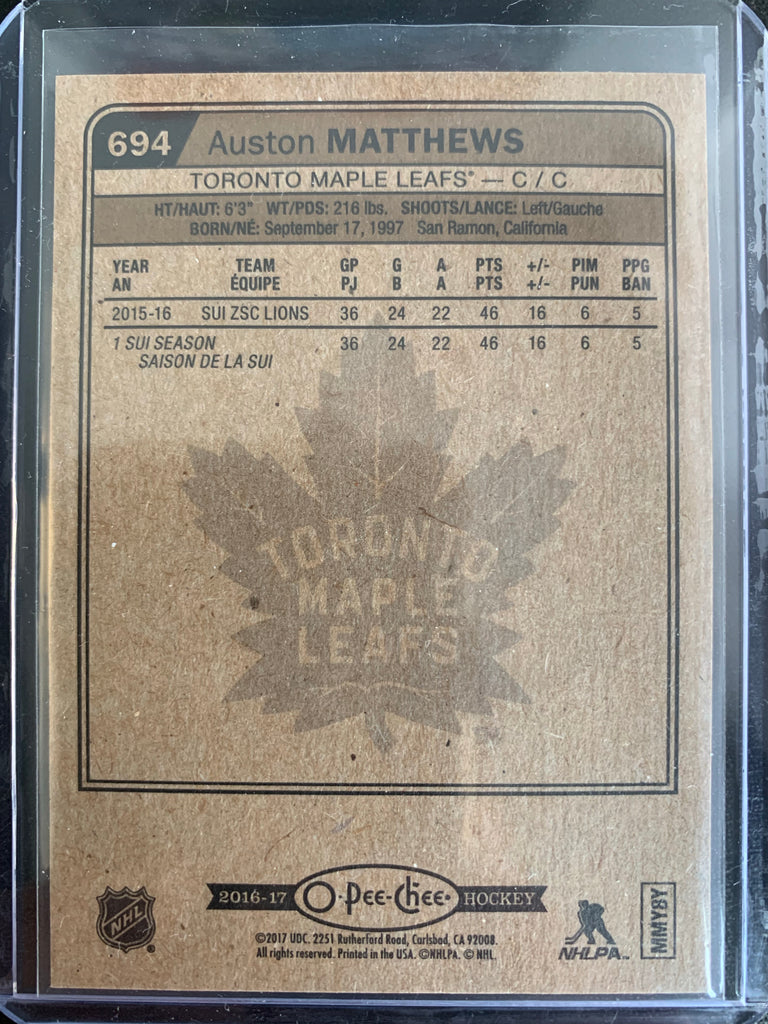 694 Auston MATTHEWS
TORONTO MAPLE LEAFS® — C / C
HT/HAUT: 6'3" WT/PDS: 216 lbs. SHOOTS/LANCE: Left/Gauche
BORN/NÉ: September 17, 1997 San Ramon, California
YEAR TEAM GP G A PTS +/- PIM PPG
AN ÉQUIPE PJ B A PTS +/- PUN BAN
2015-16 SUI ZSC LIONS 36 24 22 46 16 6 5
1 SUI SEASON 36 24 22 46 16 6 5
SAISON DE LA SUI
TORONTO
MAPLE
LEAFS
NHL
2016-17 O-Pee-Chee HOCKEY
©2017 UDC. 2251 Rutherford Road, Carlsbad, CA 92008.
All rights reserved. Printed in the USA. ©NHLPA. © NHL.
NHLPA™
MMY8Y